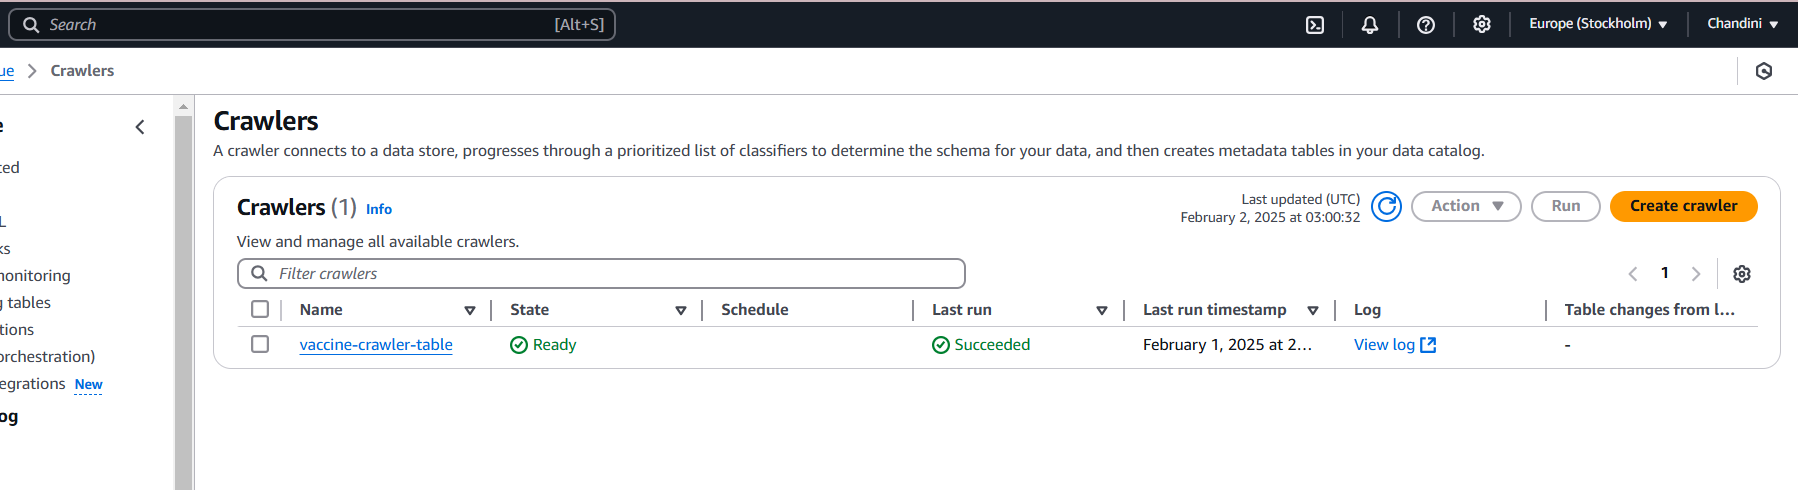 Search [Alt+S] Europe (Stockholm) Chandini
ue > Crawlers
e
ted
L
ks
nonitoring
g tables
tions
orchestration)
egrations New
og
Crawlers
A crawler connects to a data store, progresses through a prioritized list of classifiers to determine the schema for your data, and then creates metadata tables in your data catalog.
Crawlers (1) Info
Last updated (UTC)
February 2, 2025 at 03:00:32
Action Run Create crawler
View and manage all available crawlers.
Filter crawlers 1
Name State Schedule Last run Last run timestamp Log Table changes from l...
vaccine-crawler-table Ready Succeeded February 1, 2025 at 2... View log -